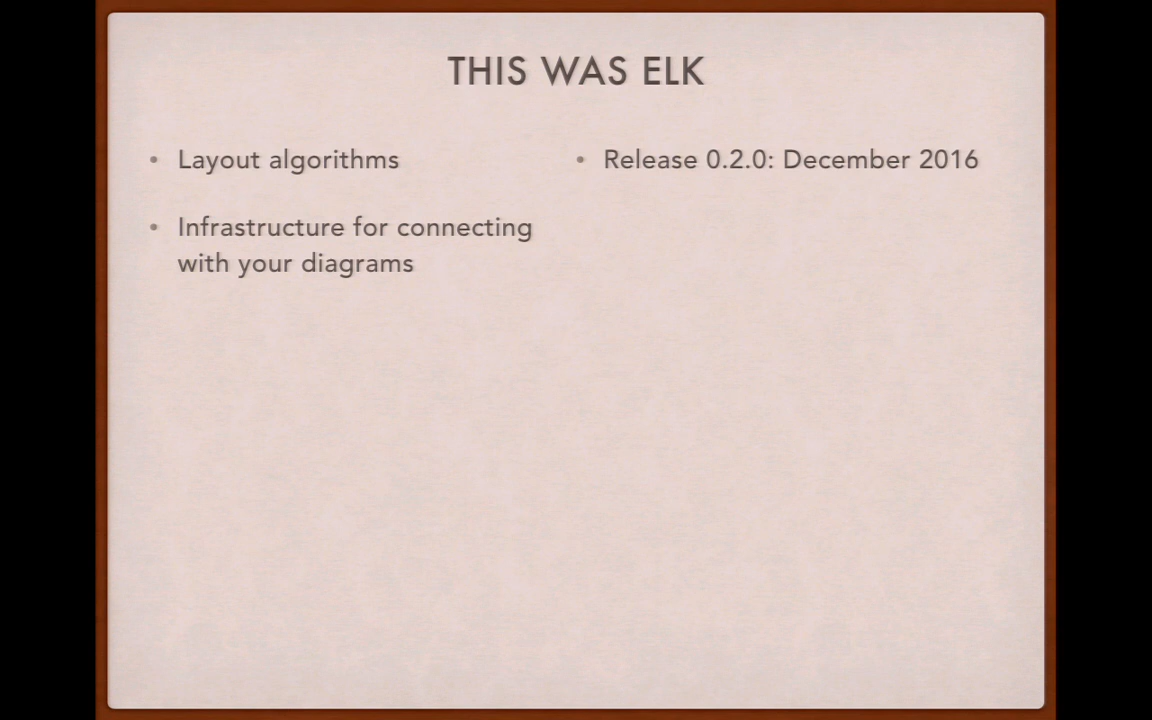 THIS WAS ELK
• Layout algorithms
• Infrastructure for connecting
with your diagrams
• Release 0.2.0: December 2016